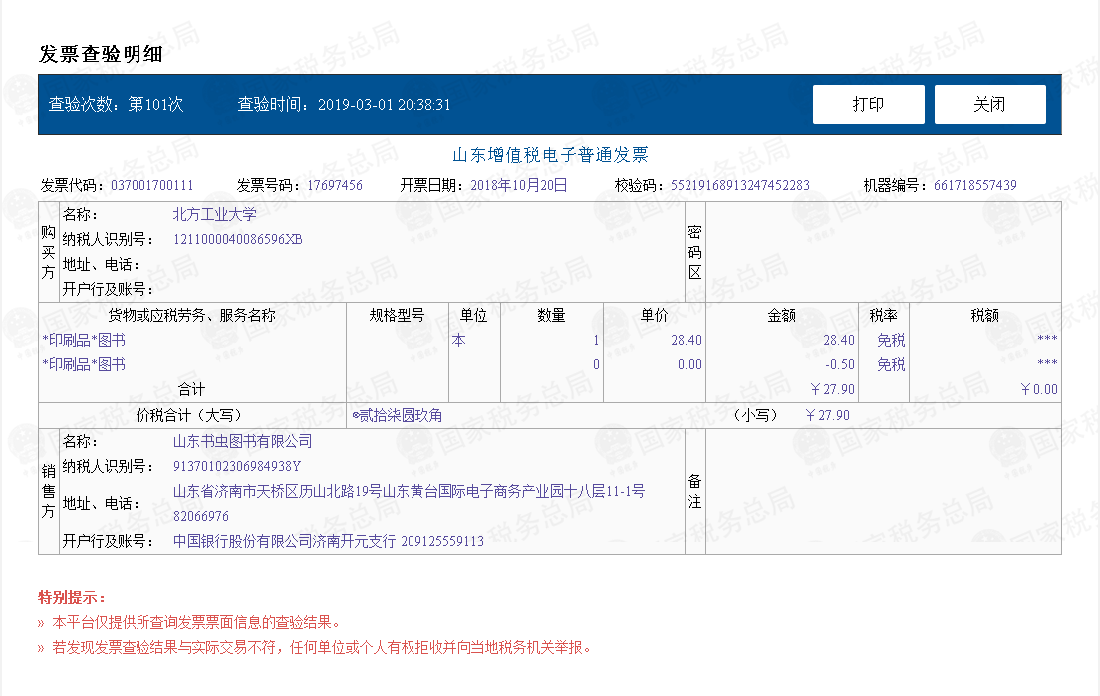 发票查验明细
查验次数：第101次 查验时间：2019-03-01 20:38:31 打印 关闭
山东增值税电子普通发票
发票代码：037001700111 发票号码：17697456 开票日期：2018年10月20日 校验码：55219168913247452283 机器编号：661718557439
购买方
名称： 北方工业大学
纳税人识别号： 1211000040086596XB
地址、电话：
开户行及账号：
密码区
货物或应税劳务、服务名称 规格型号 单位 数量 单价 金额 税率 税额
*印刷品*图书 本 1 28.40 28.40 免税 ***
*印刷品*图书 0 0.00 -0.50 免税 ***
合计 ￥27.90 ￥0.00
价税合计（大写） ⊗贰拾柒圆玖角 （小写） ￥27.90
销售方
名称： 山东书虫图书有限公司
纳税人识别号： 91370102306984938Y
地址、电话： 山东省济南市天桥区历山北路19号山东黄台国际电子商务产业园十八层11-1号
82066976
开户行及账号： 中国银行股份有限公司济南开元支行 209125559113
备注
特别提示：
» 本平台仅提供所查询发票票面信息的查验结果。
» 若发现发票查验结果与实际交易不符，任何单位或个人有权拒收并向当地税务机关举报。
国家税务总局